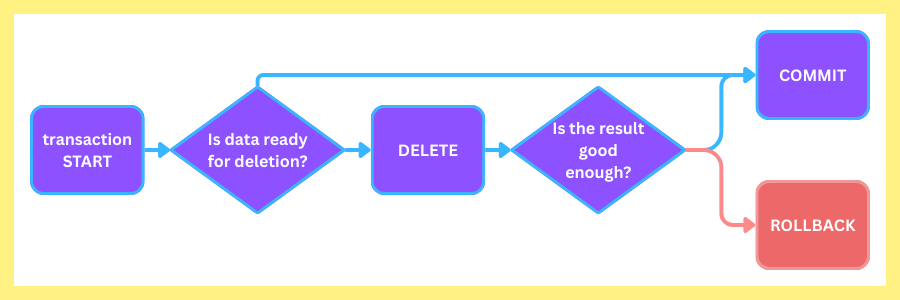 transaction
START
Is data ready
for deletion?
DELETE
Is the result
good
enough?
COMMIT
ROLLBACK